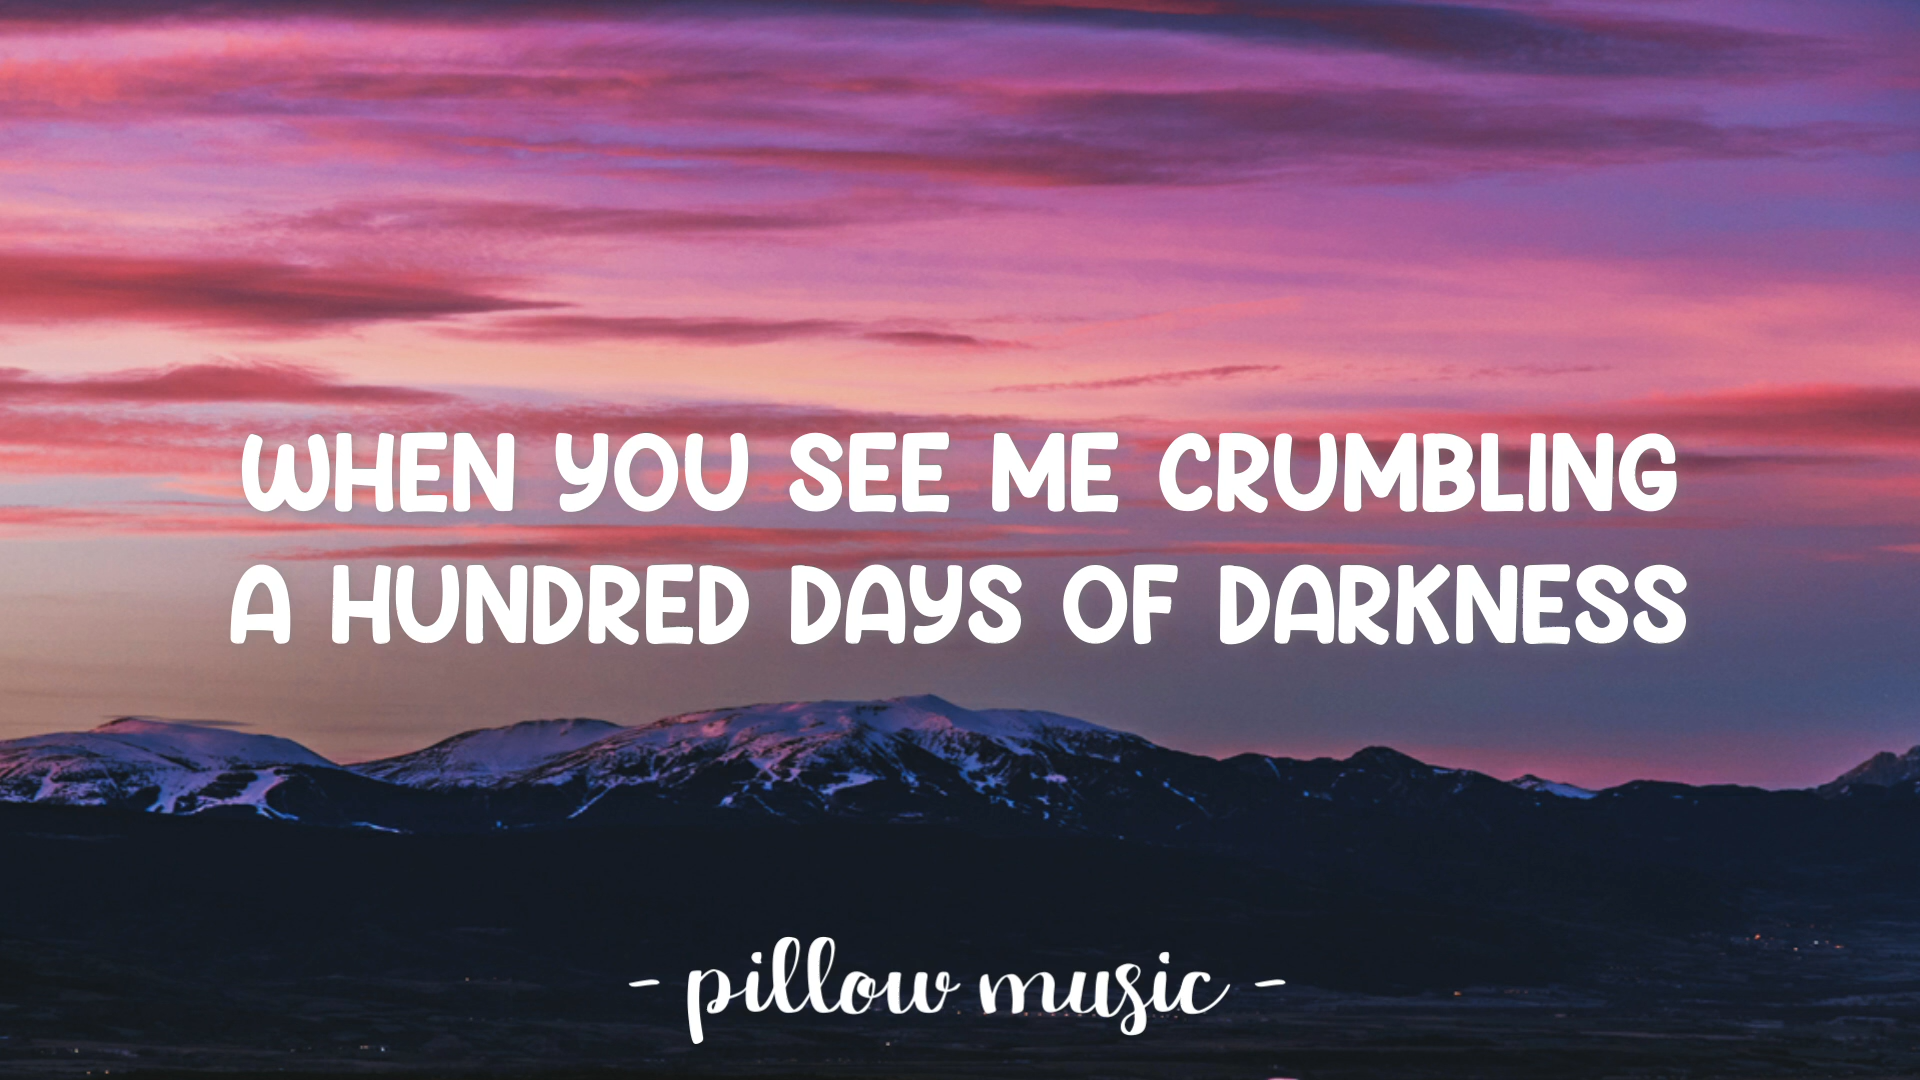 WHEN YOU SEE ME CRUMBLING
A HUNDRED DAYS OF DARKNESS
- pillow music -